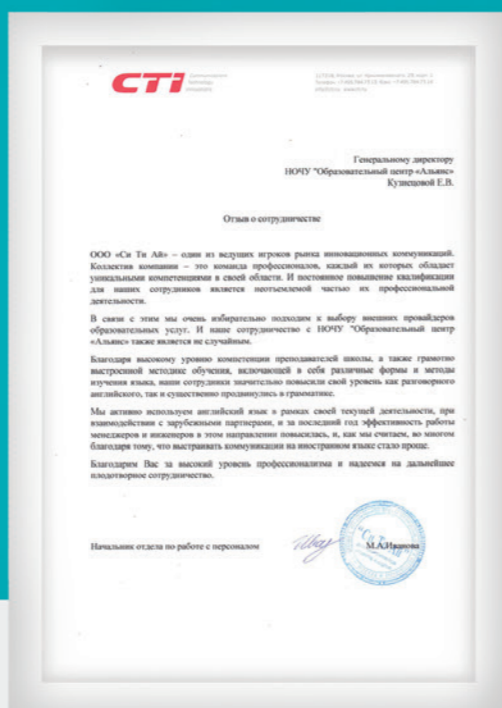 CTi
Communications
Technology
Innovations
Генеральному директору
НОЧУ "Образовательный центр «Альянс»
Кузнецовой Е.В.
Отзыв о сотрудничестве
ООО «Си Ти Ай» – один из ведущих игроков рынка инновационных коммуникаций.
Коллектив компании – это команда профессионалов, каждый их которых обладает
уникальными компетенциями в своей области. И постоянное повышение квалификации
для наших сотрудников является неотъемлемой частью их профессиональной
деятельности.
В связи с этим мы очень избирательно подходим к выбору внешних провайдеров
образовательных услуг. И наше сотрудничество с НОЧУ "Образовательный центр
«Альянс» также является не случайным.
Благодаря высокому уровню компетенции преподавателей школы, а также грамотно
выстроенной методике обучения, включающей в себя различные формы и методы
изучения языка, наши сотрудники значительно повысили свой уровень как разговорного
английского, так и существенно продвинулись в грамматике.
Мы активно используем английский язык в рамках своей текущей деятельности, при
взаимодействии с зарубежными партнерами, и за последний год эффективность работы
менеджеров и инженеров в этом направлении повысилась, и, как мы считаем, во многом
благодаря тому, что выстраивать коммуникации на иностранном языке стало проще.
Благодарим Вас за высокий уровень профессионализма и надеемся на дальнейшее
плодотворное сотрудничество.
Начальник отдела по работе с персоналом
М.А.Иванова
"Си Ти Ай"